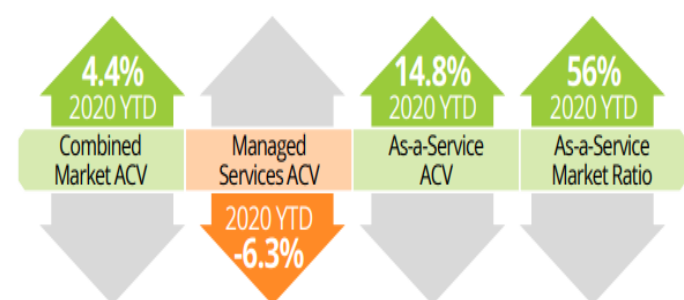 4.4%
2020 YTD
Combined
Market ACV
Managed
Services ACV
2020 YTD
-6.3%
14.8%
2020 YTD
As-a-Service
ACV
56%
2020 YTD
As-a-Service
Market Ratio